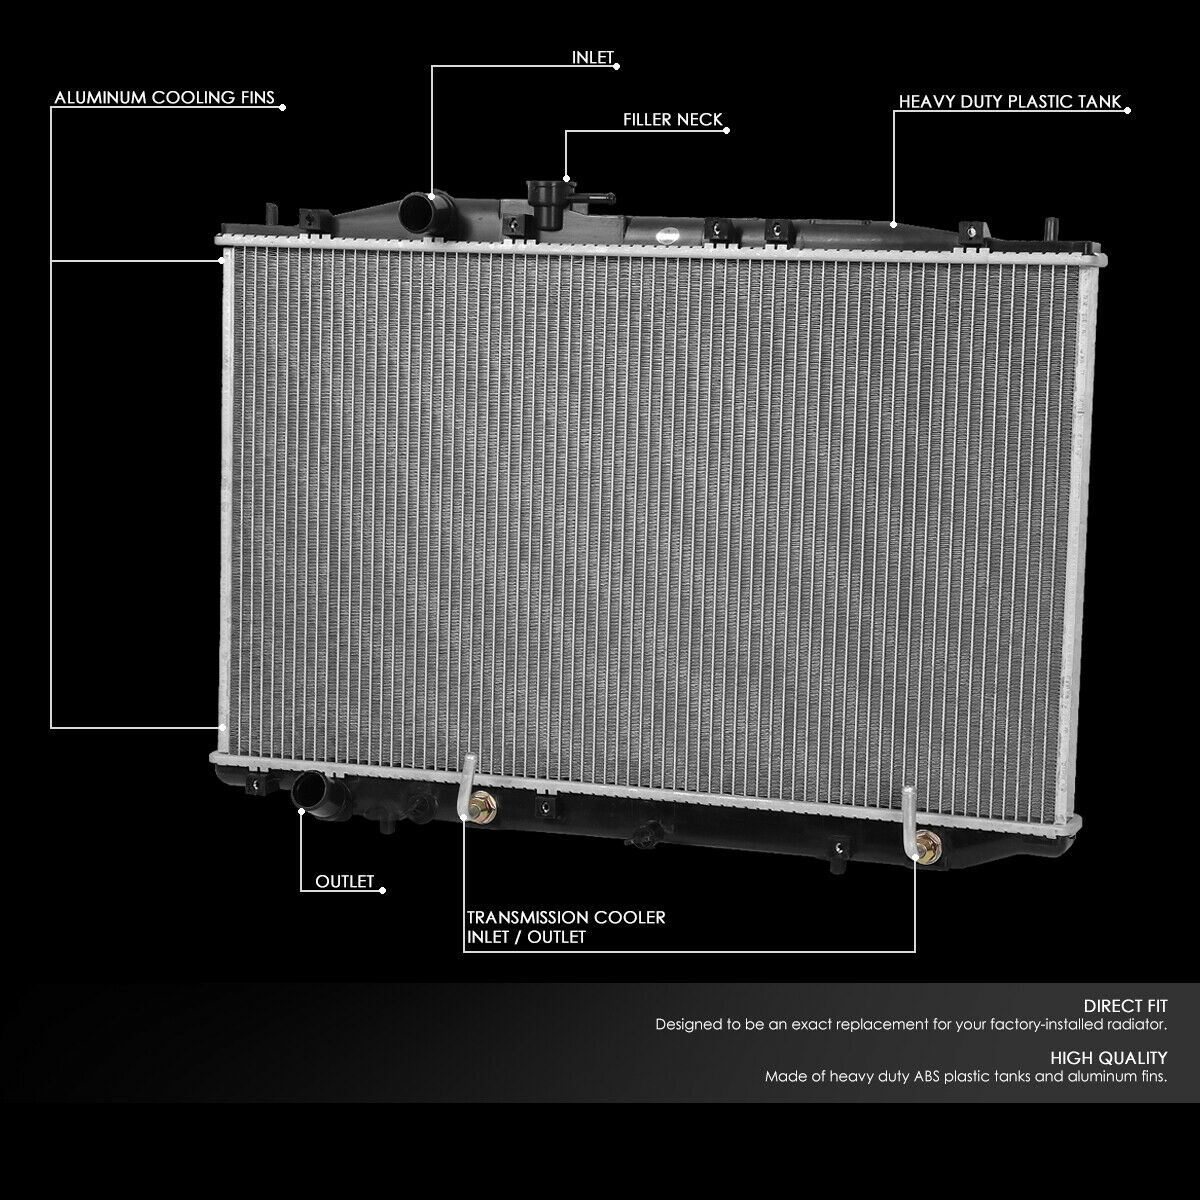 INLET
ALUMINUM COOLING FINS
HEAVY DUTY PLASTIC TANK
FILLER NECK
OUTLET
TRANSMISSION COOLER
INLET / OUTLET
DIRECT FIT
Designed to be an exact replacement for your factory-installed radiator.
HIGH QUALITY
Made of heavy duty ABS plastic tanks and aluminum fins.